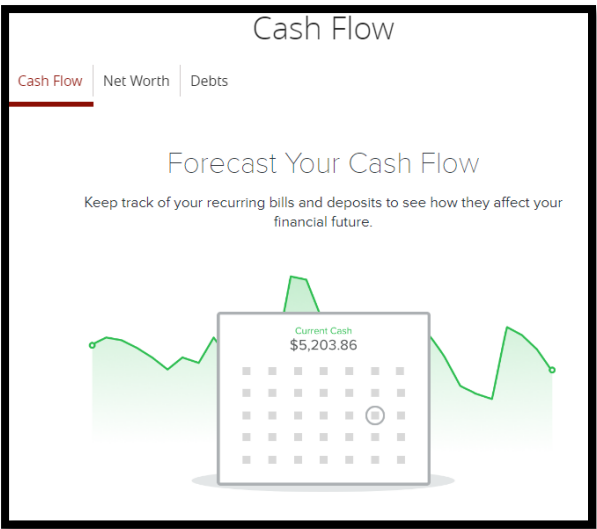 Cash Flow
Cash Flow Net Worth Debts
Forecast Your Cash Flow
Keep track of your recurring bills and deposits to see how they affect your
financial future.
Current Cash
$5,203.86